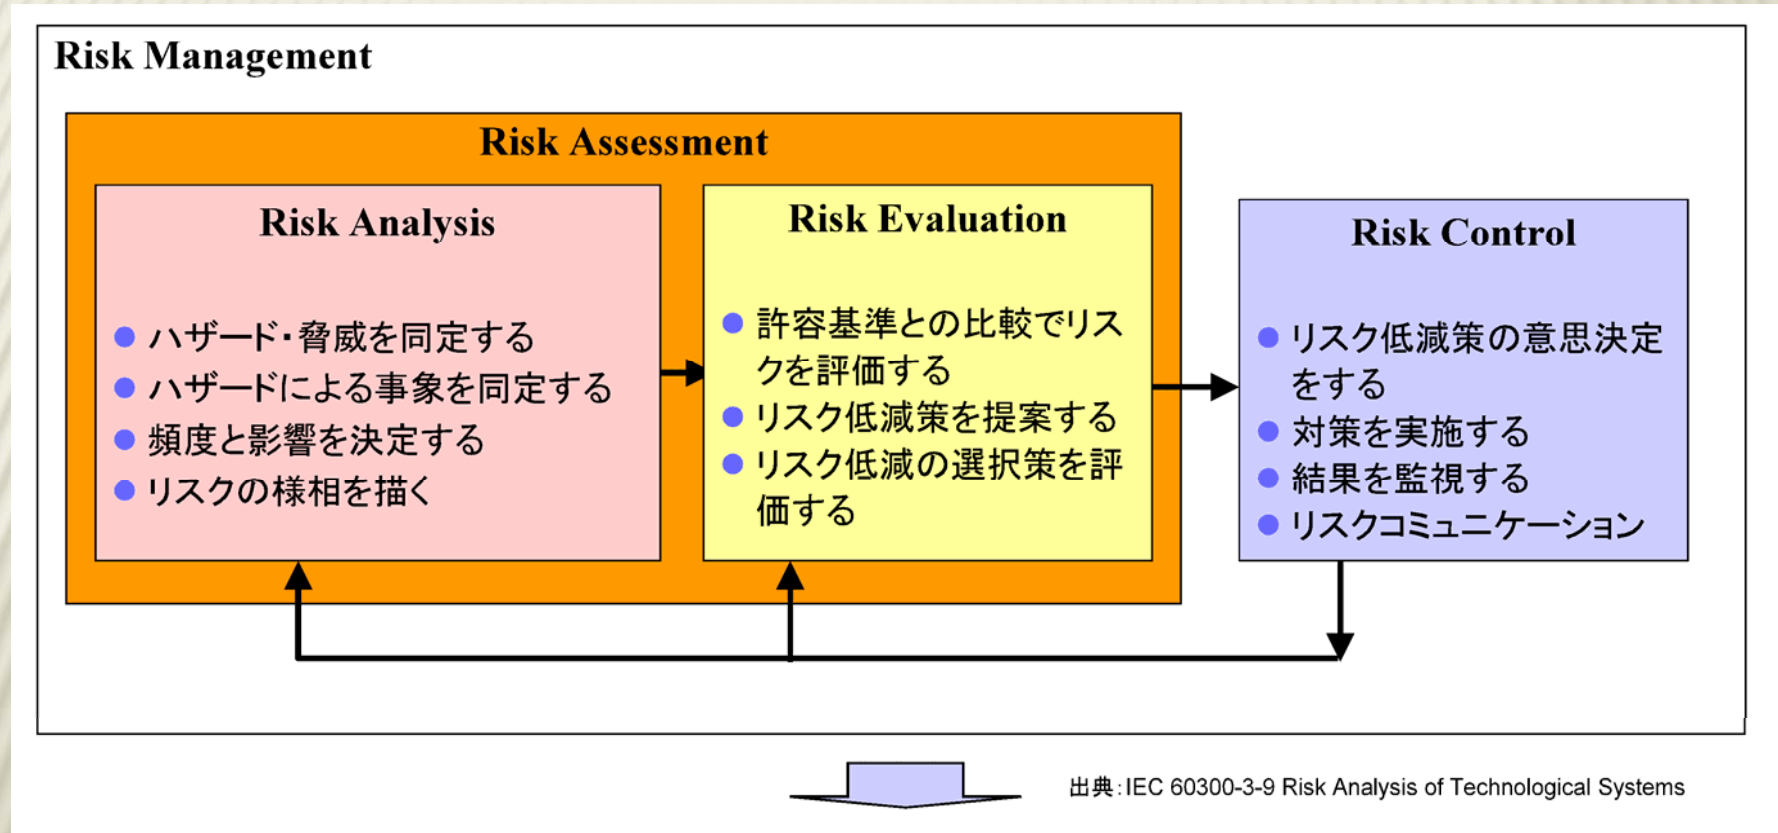 Risk Management
Risk Assessment
Risk Analysis
ハザード・脅威を同定する
ハザードによる事象を同定する
頻度と影響を決定する
リスクの様相を描く
Risk Evaluation
許容基準との比較でリス
クを評価する
リスク低減策を提案する
リスク低減の選択策を評
価する
Risk Control
リスク低減策の意思決定
をする
対策を実施する
結果を監視する
リスクコミュニケーション
出典：IEC 60300-3-9 Risk Analysis of Technological Systems